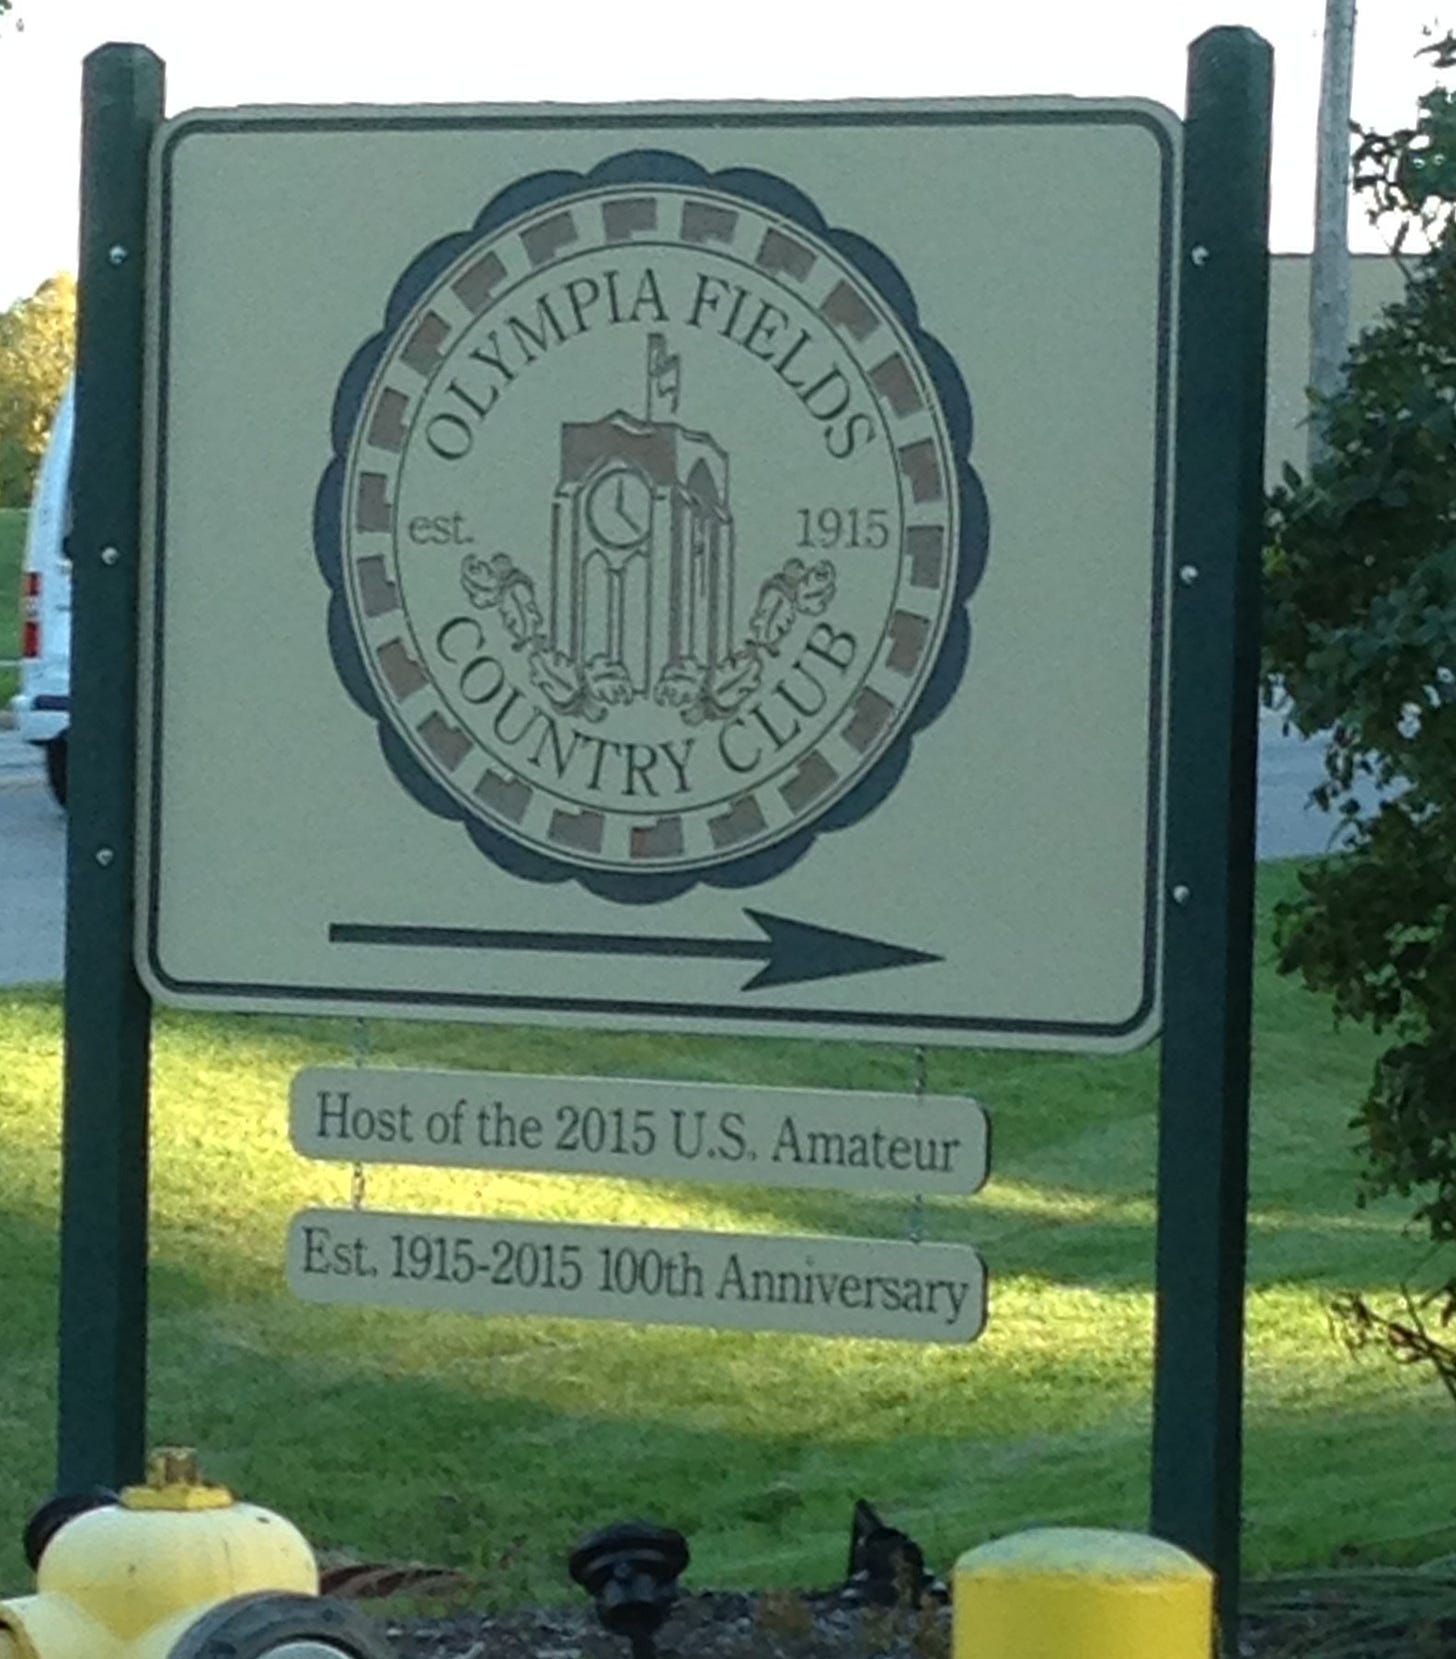 OLYMPIA FIELDS
est. 1915
COUNTRY CLUB
Host of the 2015 U.S. Amateur
Est. 1915-2015 100th Anniversary